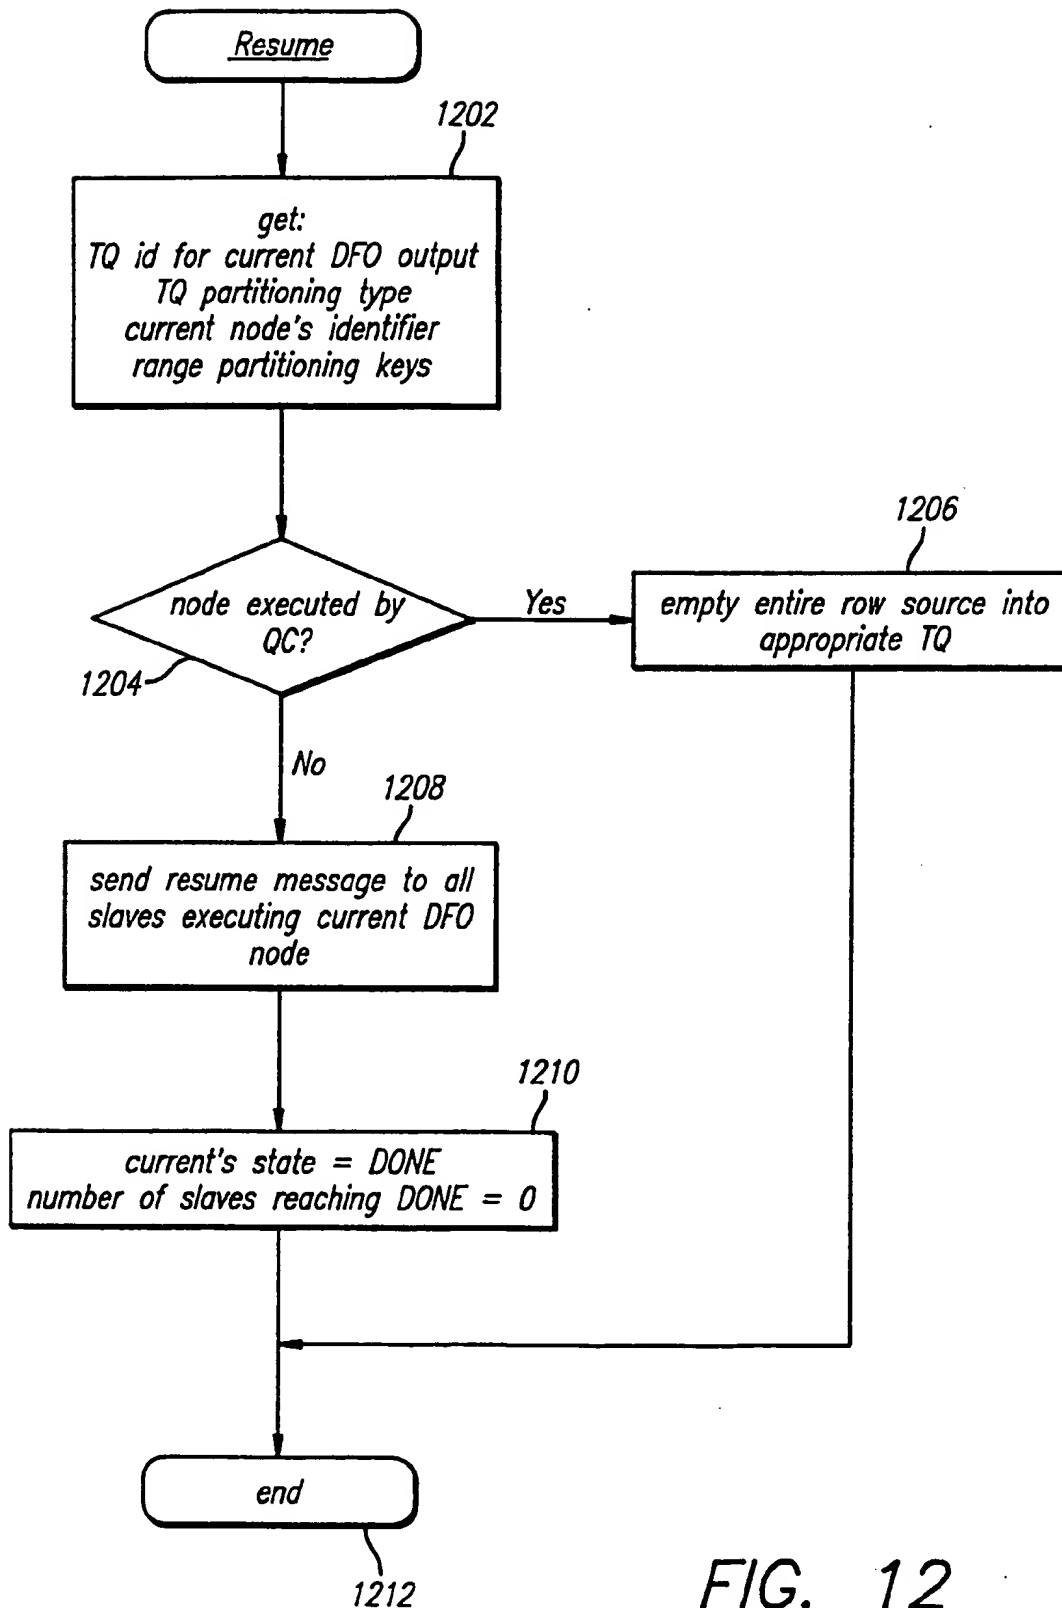 Resume
1202
get:
TQ id for current DFO output
TQ partitioning type
current node's identifier
range partitioning keys
1206
node executed by
QC?
Yes
empty entire row source into
appropriate TQ
1204
No
1208
send resume message to all
slaves executing current DFO
node
1210
current's state = DONE
number of slaves reaching DONE = 0
end
1212
FIG. 12